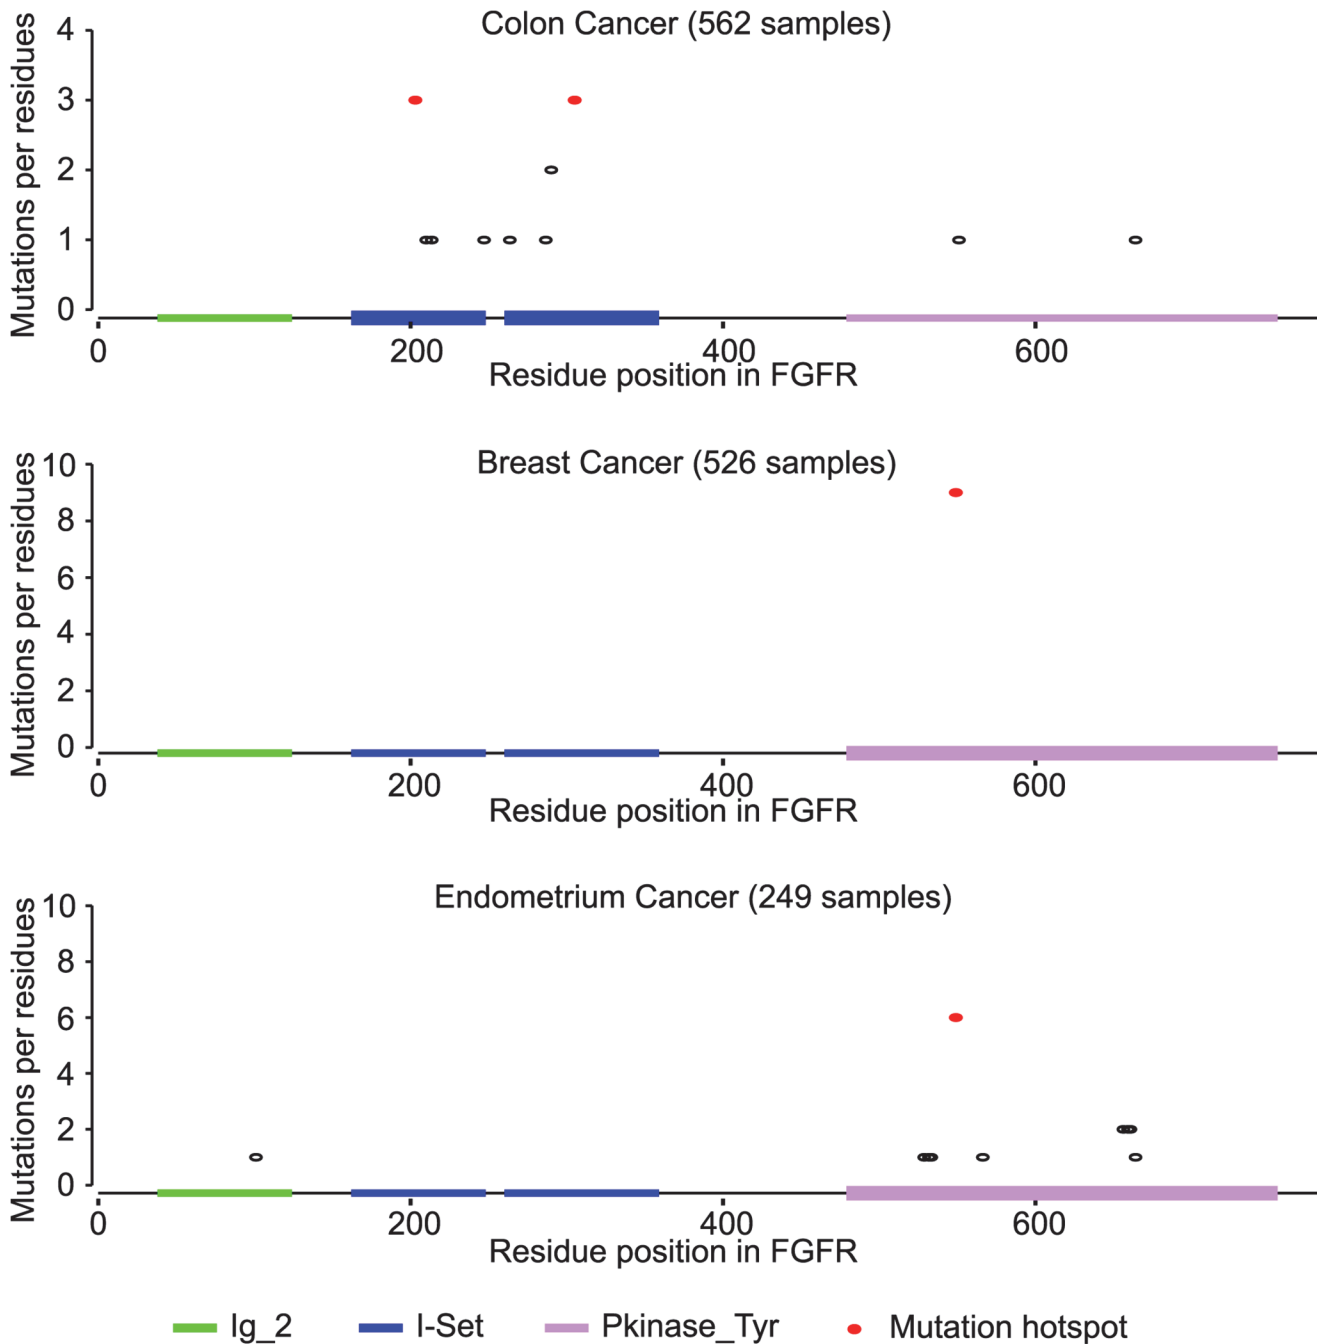 Colon Cancer (562 samples)
Mutations per residues
4
3
2
1
0
0 200 400 600
Residue position in FGFR
Breast Cancer (526 samples)
Mutations per residues
10
8
6
4
2
0
0 200 400 600
Residue position in FGFR
Endometrium Cancer (249 samples)
Mutations per residues
10
8
6
4
2
0
0 200 400 600
Residue position in FGFR
Ig_2 I-Set Pkinase_Tyr Mutation hotspot